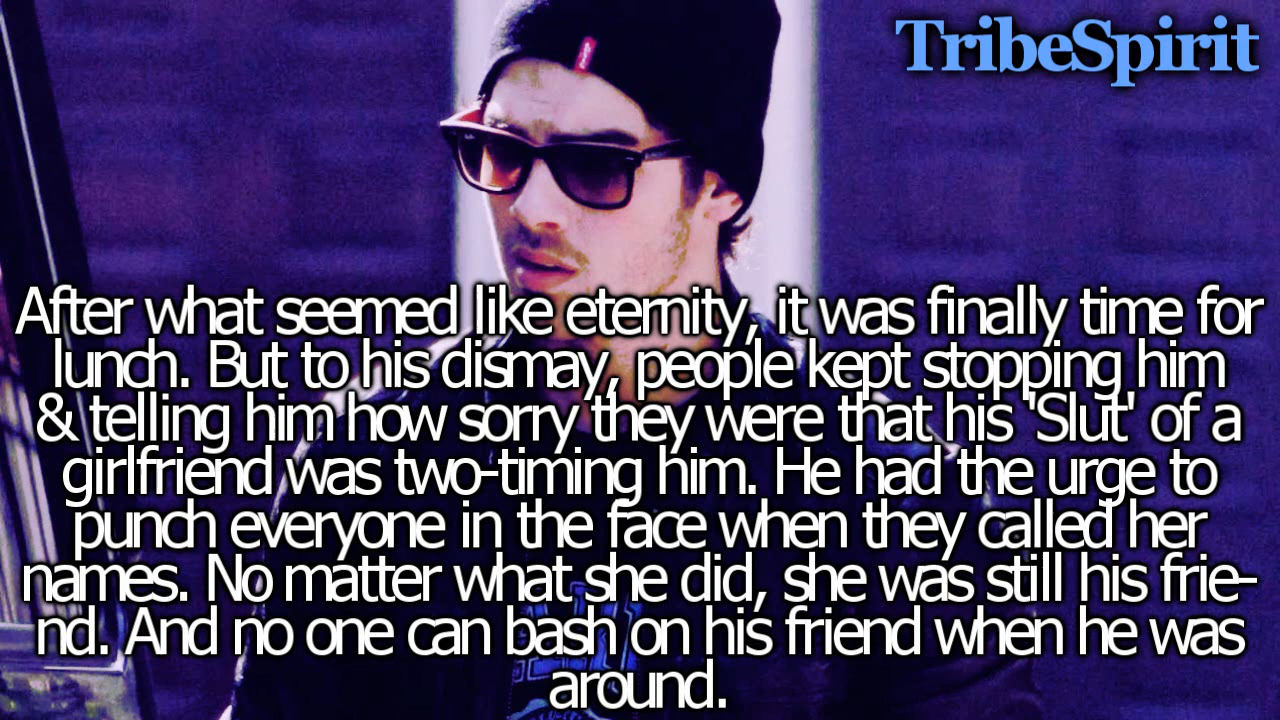 TribeSpirit
After what seemed like eternity, it was finally time for
lunch. But to his dismay, people kept stopping him
& telling him how sorry they were that his 'Slut' of a
girlfriend was two-timing him. He had the urge to
punch everyone in the face when they called her
names. No matter what she did, she was still his frie-
nd. And no one can bash on his friend when he was
around.